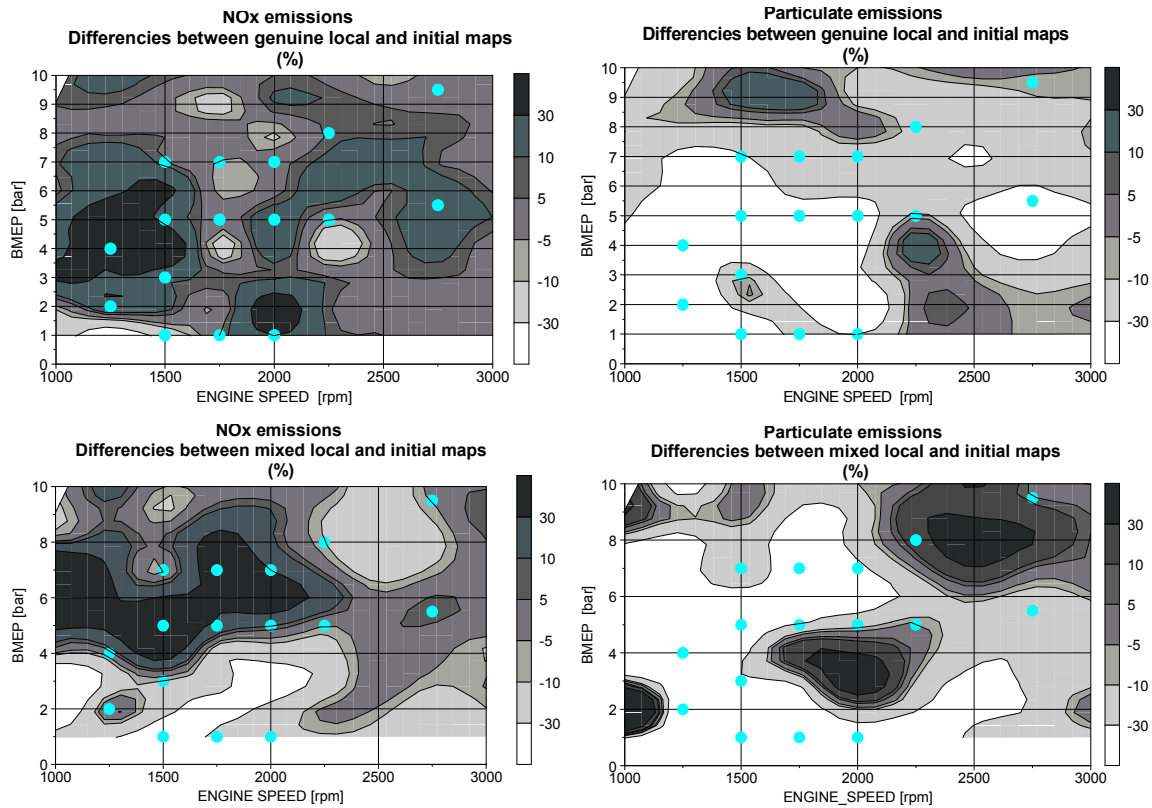 NOx emissions
Differencies between genuine local and initial maps
(%)
10
9
8
7
6
5
4
3
2
1
0
BMEP [bar]
1000 1500 2000 2500 3000
ENGINE SPEED [rpm]
30
10
5
-5
-10
-30
Particulate emissions
Differencies between genuine local and initial maps
(%)
10
8
6
4
2
0
BMEP [bar]
1000 1500 2000 2500 3000
ENGINE SPEED [rpm]
30
10
5
-5
-10
-30
NOx emissions
Differencies between mixed local and initial maps
(%)
10
8
6
4
2
0
BMEP [bar]
1000 1500 2000 2500 3000
ENGINE SPEED [rpm]
30
10
5
-5
-10
-30
Particulate emissions
Differencies between mixed local and initial maps
(%)
10
8
6
4
2
0
BMEP [bar]
1000 1500 2000 2500 3000
ENGINE_SPEED [rpm]
30
10
5
-5
-10
-30